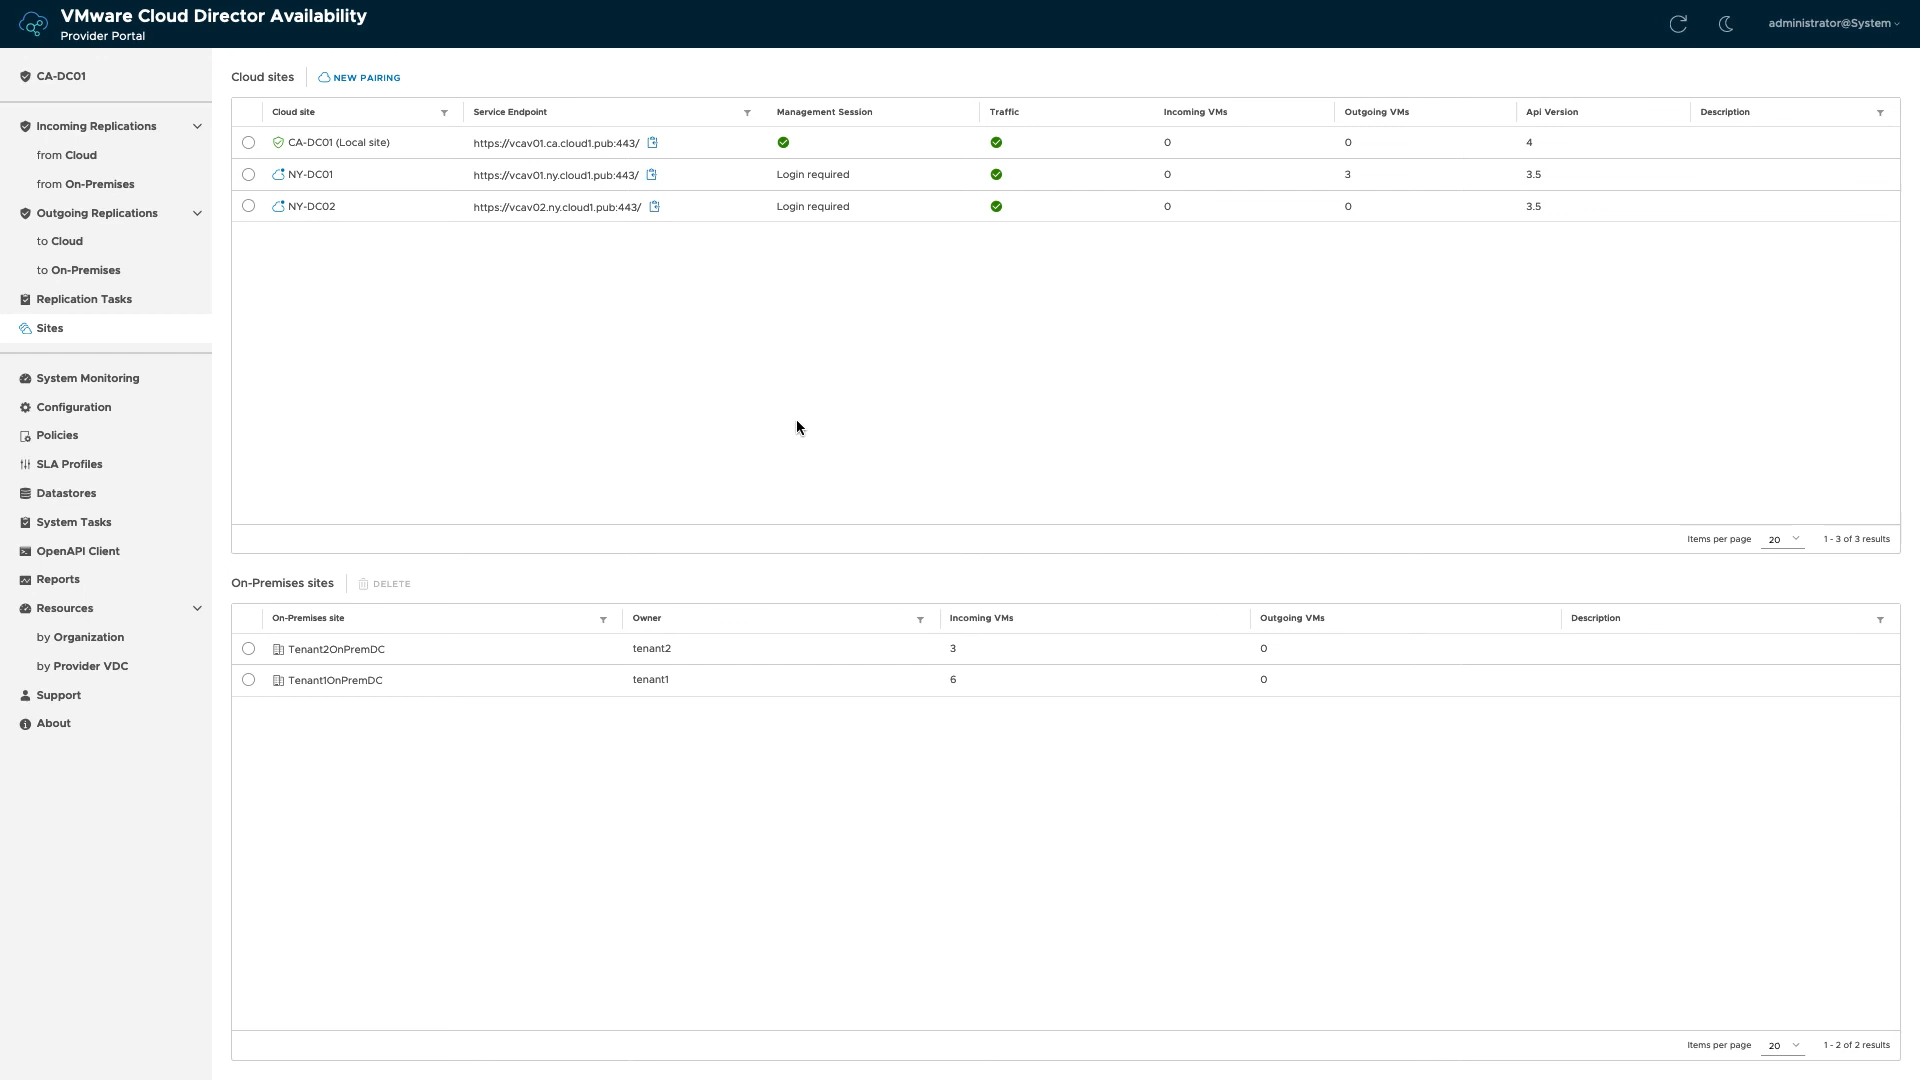 VMware Cloud Director Availability
Provider Portal
administrator@System
CA-DC01
Incoming Replications
from Cloud
from On-Premises
Outgoing Replications
to Cloud
to On-Premises
Replication Tasks
Sites
System Monitoring
Configuration
Policies
SLA Profiles
Datastores
System Tasks
OpenAPI Client
Reports
Resources
by Organization
by Provider VDC
Support
About
Cloud sites NEW PAIRING
Cloud site Service Endpoint Management Session Traffic Incoming VMs Outgoing VMs Api Version Description
CA-DC01 (Local site) https://vcav01.ca.cloud1.pub:443/ 0 0 4
NY-DC01 https://vcav01.ny.cloud1.pub:443/ Login required 0 3 3.5
NY-DC02 https://vcav02.ny.cloud1.pub:443/ Login required 0 0 3.5
Items per page 20 1 - 3 of 3 results
On-Premises sites DELETE
On-Premises site Owner Incoming VMs Outgoing VMs Description
Tenant2OnPremDC tenant2 3 0
Tenant1OnPremDC tenant1 6 0
Items per page 20 1 - 2 of 2 results